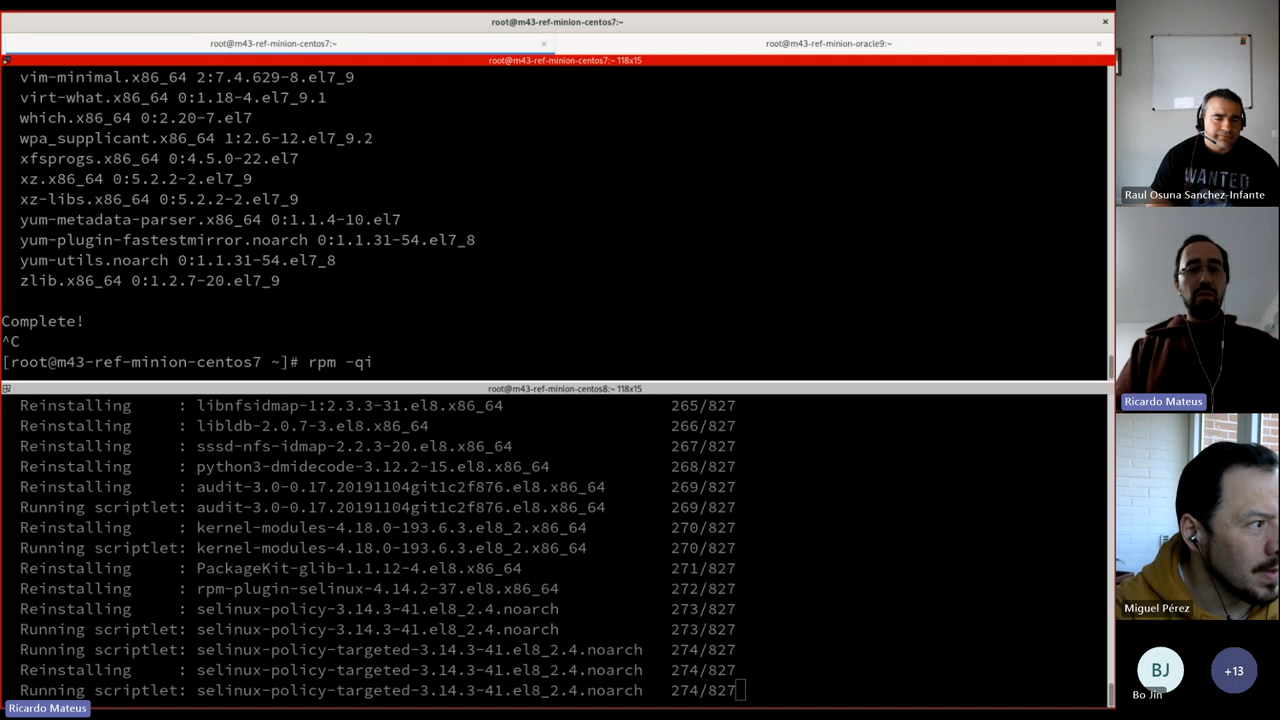 root@m43-ref-minion-centos7:~
root@m43-ref-minion-centos7:~
root@m43-ref-minion-oracle9:~
root@m43-ref-minion-centos7:~ 118x15
vim-minimal.x86_64 2:7.4.629-8.el7_9
virt-what.x86_64 0:1.18-4.el7_9.1
which.x86_64 0:2.20-7.el7
wpa_supplicant.x86_64 1:2.6-12.el7_9.2
xfsprogs.x86_64 0:4.5.0-22.el7
xz.x86_64 0:5.2.2-2.el7_9
xz-libs.x86_64 0:5.2.2-2.el7_9
yum-metadata-parser.x86_64 0:1.1.4-10.el7
yum-plugin-fastestmirror.noarch 0:1.1.31-54.el7_8
yum-utils.noarch 0:1.1.31-54.el7_8
zlib.x86_64 0:1.2.7-20.el7_9
Complete!
^C
[root@m43-ref-minion-centos7 ~]# rpm -qi
root@m43-ref-minion-centos8:~ 118x15
Reinstalling : libnfsidmap-1:2.3.3-31.el8.x86_64 265/827
Reinstalling : libldb-2.0.7-3.el8.x86_64 266/827
Reinstalling : sssd-nfs-idmap-2.2.3-20.el8.x86_64 267/827
Reinstalling : python3-dmidecode-3.12.2-15.el8.x86_64 268/827
Reinstalling : audit-3.0-0.17.20191104git1c2f876.el8.x86_64 269/827
Running scriptlet: audit-3.0-0.17.20191104git1c2f876.el8.x86_64 269/827
Reinstalling : kernel-modules-4.18.0-193.6.3.el8_2.x86_64 270/827
Running scriptlet: kernel-modules-4.18.0-193.6.3.el8_2.x86_64 270/827
Reinstalling : PackageKit-glib-1.1.12-4.el8.x86_64 271/827
Reinstalling : rpm-plugin-selinux-4.14.2-37.el8.x86_64 272/827
Reinstalling : selinux-policy-3.14.3-41.el8_2.4.noarch 273/827
Running scriptlet: selinux-policy-3.14.3-41.el8_2.4.noarch 273/827
Running scriptlet: selinux-policy-targeted-3.14.3-41.el8_2.4.noarch 274/827
Reinstalling : selinux-policy-targeted-3.14.3-41.el8_2.4.noarch 274/827
Running scriptlet: selinux-policy-targeted-3.14.3-41.el8_2.4.noarch 274/827
Ricardo Mateus
WANTED
Raul Osuna Sanchez-Infante
Ricardo Mateus
Miguel Pérez
BJ
+13
Bo Jin